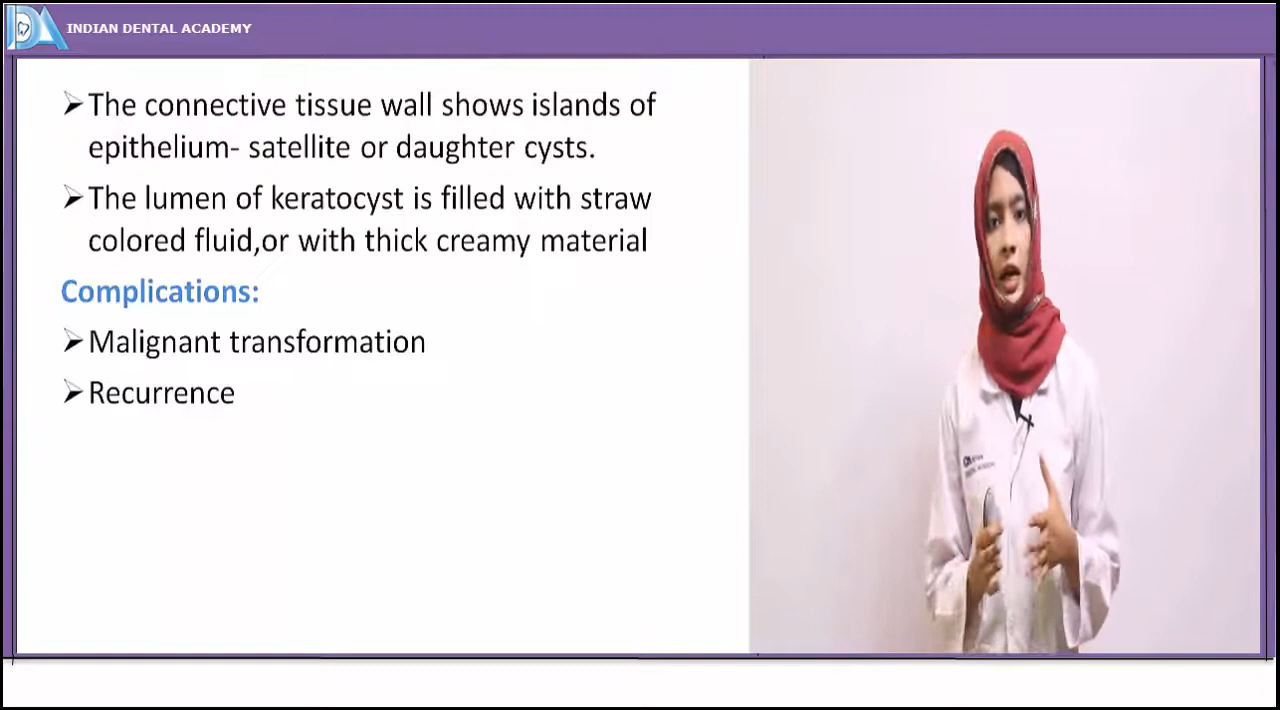 INDIAN DENTAL ACADEMY
➢The connective tissue wall shows islands of
epithelium- satellite or daughter cysts.
➢The lumen of keratocyst is filled with straw
colored fluid,or with thick creamy material
Complications:
➢Malignant transformation
➢Recurrence